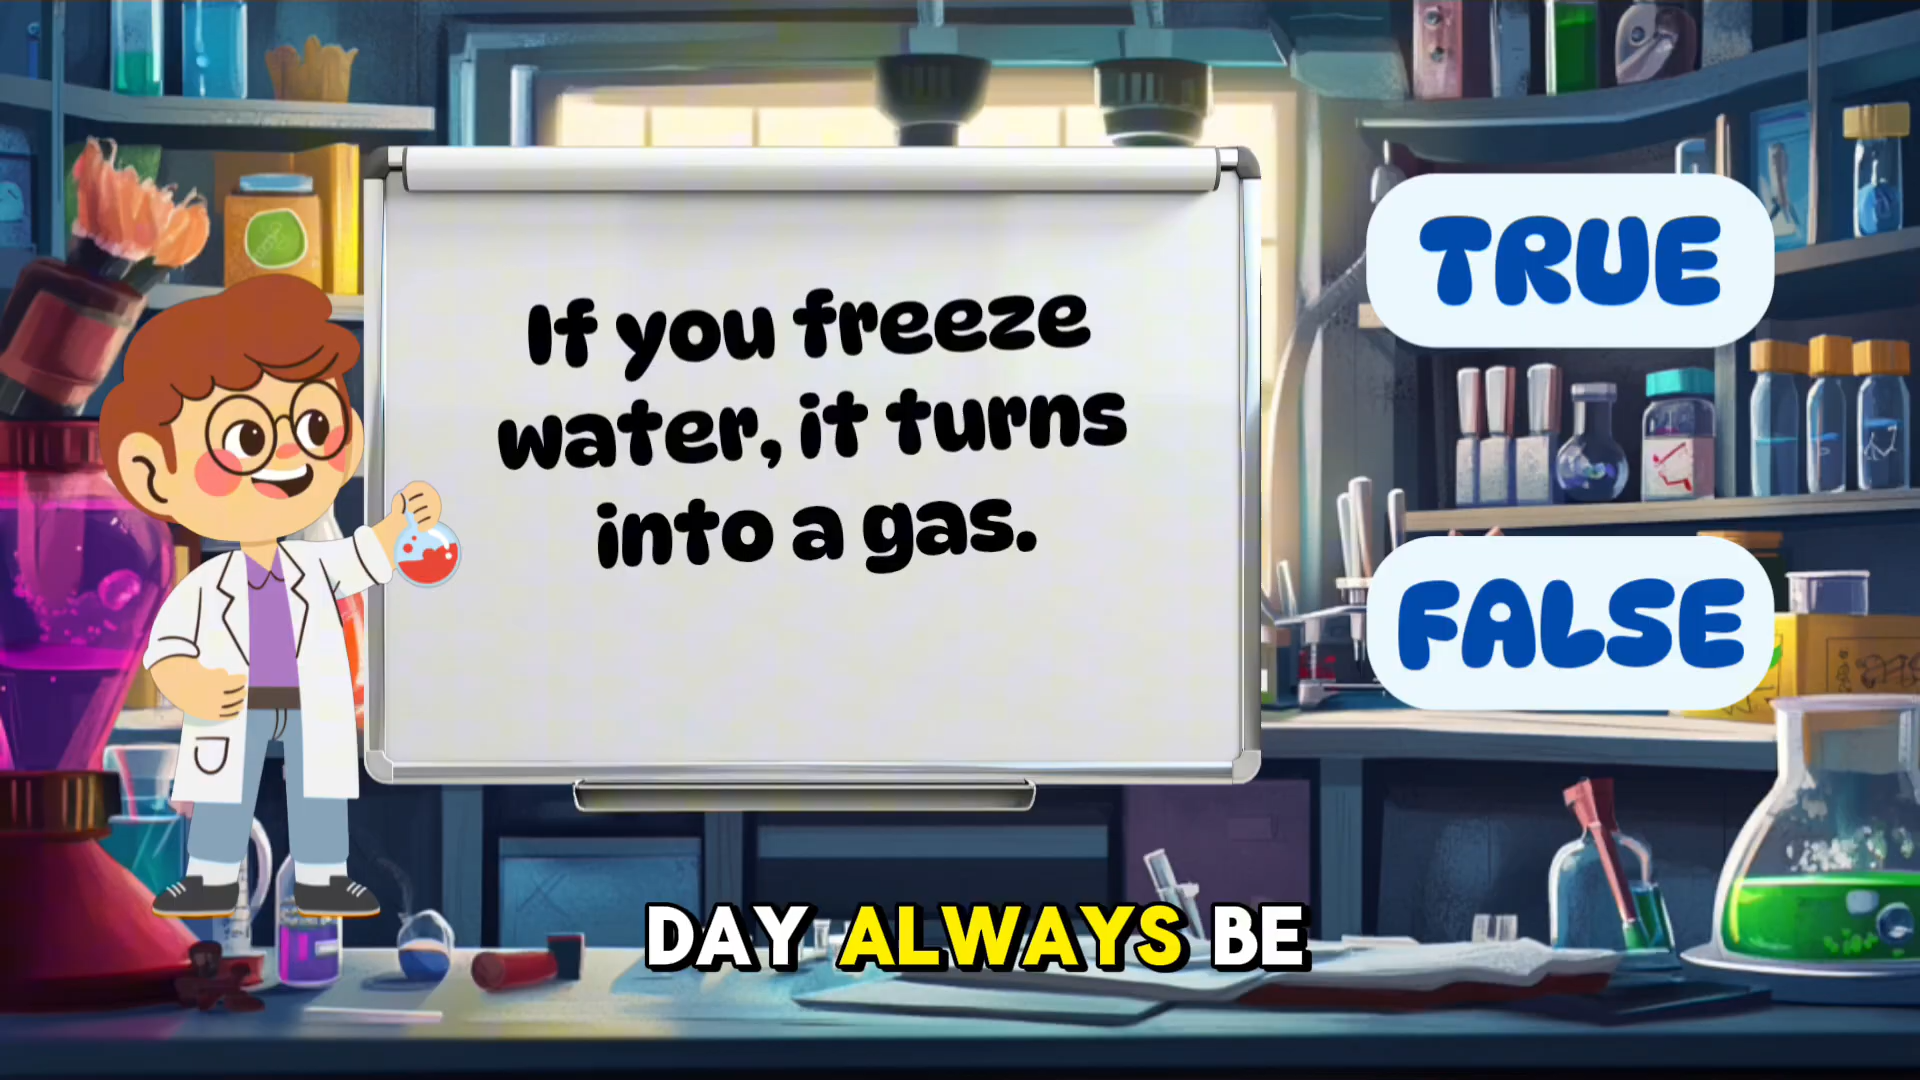 If you freeze
water, it turns
into a gas.
TRUE
FALSE
DAY ALWAYS BE